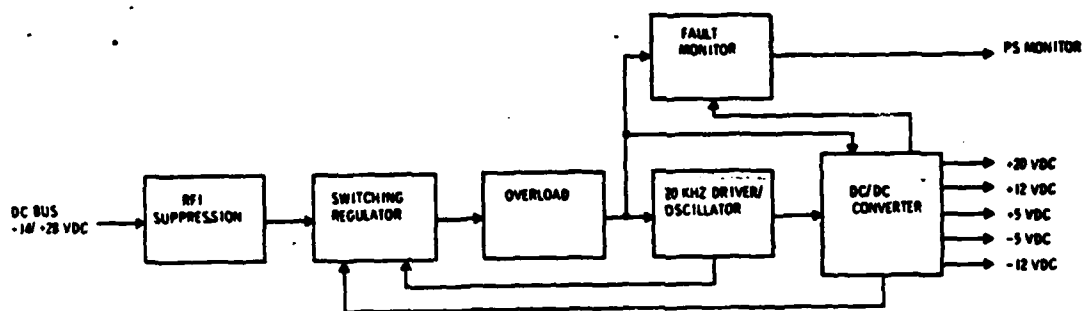 FAULT
MONITOR
PS MONITOR
RFI
SUPPRESSION
SWITCHING
REGULATOR
OVERLOAD
20 KHZ DRIVER/
OSCILLATOR
DC/DC
CONVERTER
DC BUS
+14/+28 VDC
+20 VDC
+12 VDC
+5 VDC
-5 VDC
-12 VDC